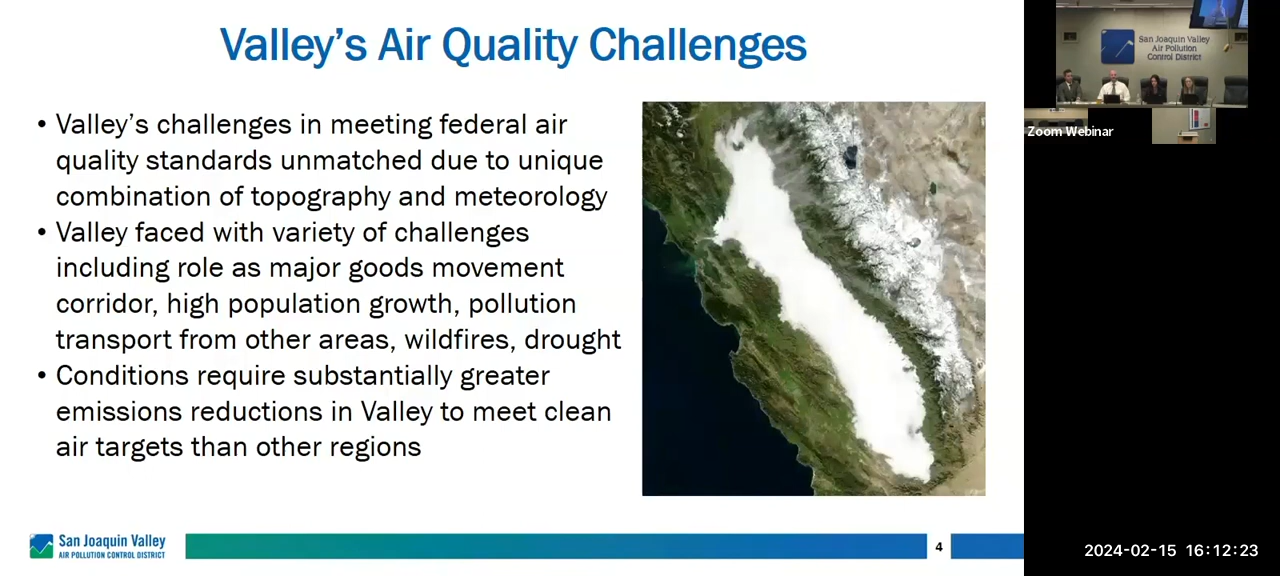 Valley's Air Quality Challenges
• Valley's challenges in meeting federal air
quality standards unmatched due to unique
combination of topography and meteorology
• Valley faced with variety of challenges
including role as major goods movement
corridor, high population growth, pollution
transport from other areas, wildfires, drought
• Conditions require substantially greater
emissions reductions in Valley to meet clean
air targets than other regions
San Joaquin Valley
AIR POLLUTION CONTROL DISTRICT
4
San Joaquin Valley
Air Pollution
Control District
Zoom Webinar
2024-02-15 16:12:23